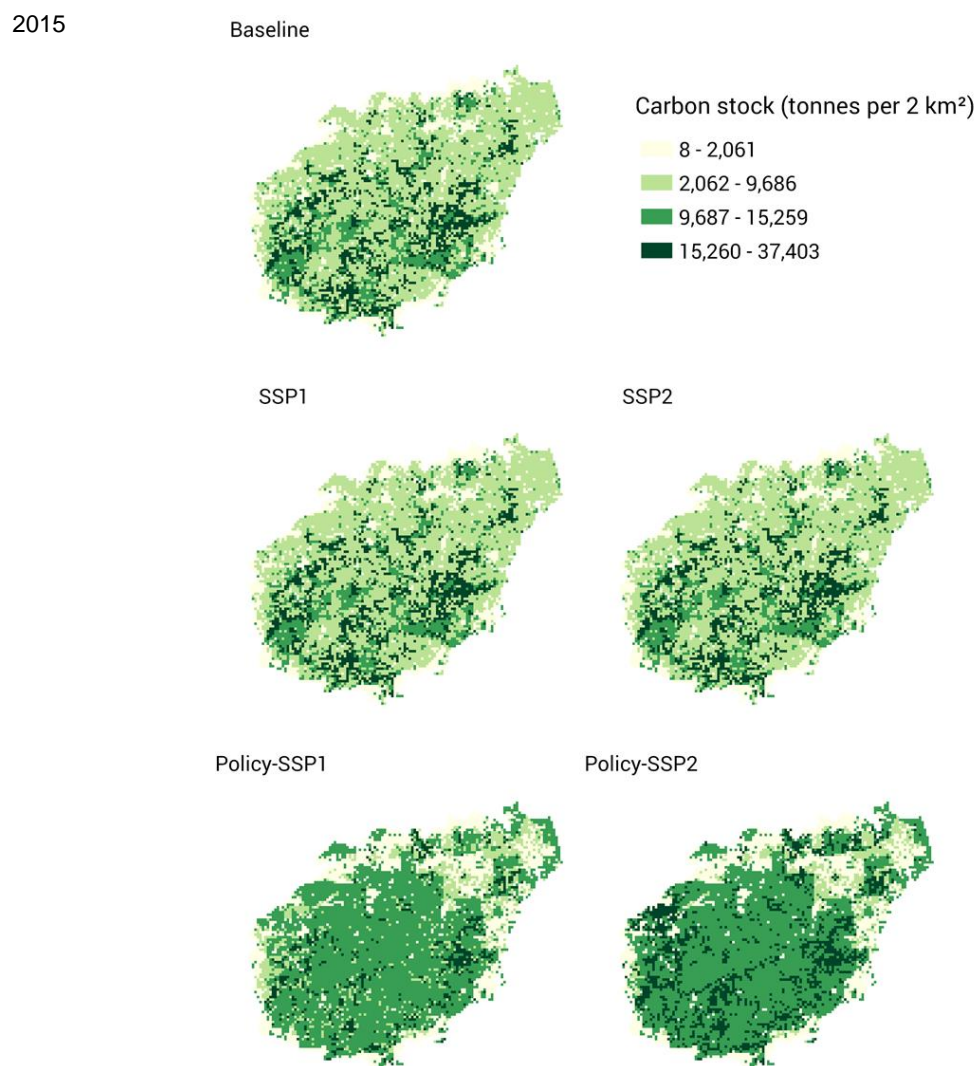 2015
Baseline
Carbon stock (tonnes per 2 km²)
8 - 2,061
2,062 - 9,686
9,687 - 15,259
15,260 - 37,403
SSP1
SSP2
Policy-SSP1
Policy-SSP2